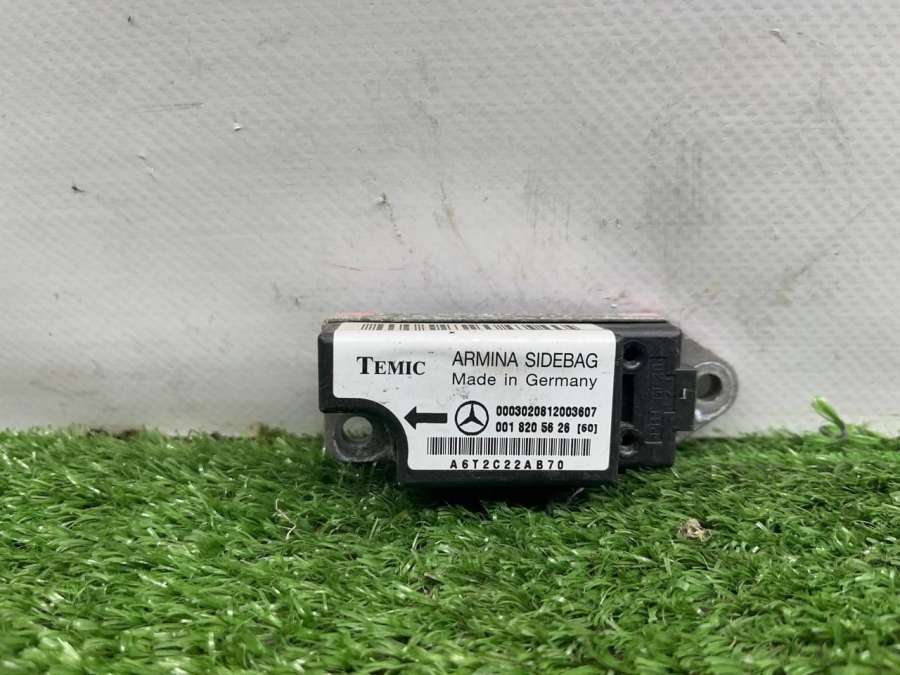 TEMIC
ARMINA SIDEBAG
Made in Germany
0003020812003607
001 820 56 26 [60]
A6T2C22AB70